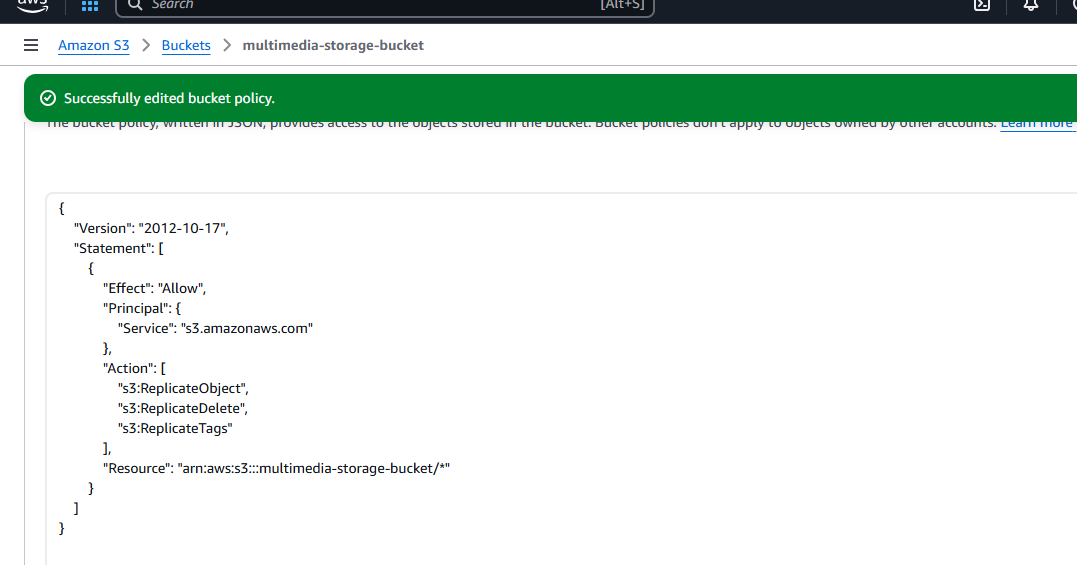 aws
Search [Alt+S]
Amazon S3 > Buckets > multimedia-storage-bucket
Successfully edited bucket policy.
The bucket policy, written in JSON, provides access to the objects stored in the bucket. Bucket policies don't apply to objects owned by other accounts. Learn more
{
"Version": "2012-10-17",
"Statement": [
{
"Effect": "Allow",
"Principal": {
"Service": "s3.amazonaws.com"
},
"Action": [
"s3:ReplicateObject",
"s3:ReplicateDelete",
"s3:ReplicateTags"
],
"Resource": "arn:aws:s3:::multimedia-storage-bucket/*"
}
]
}